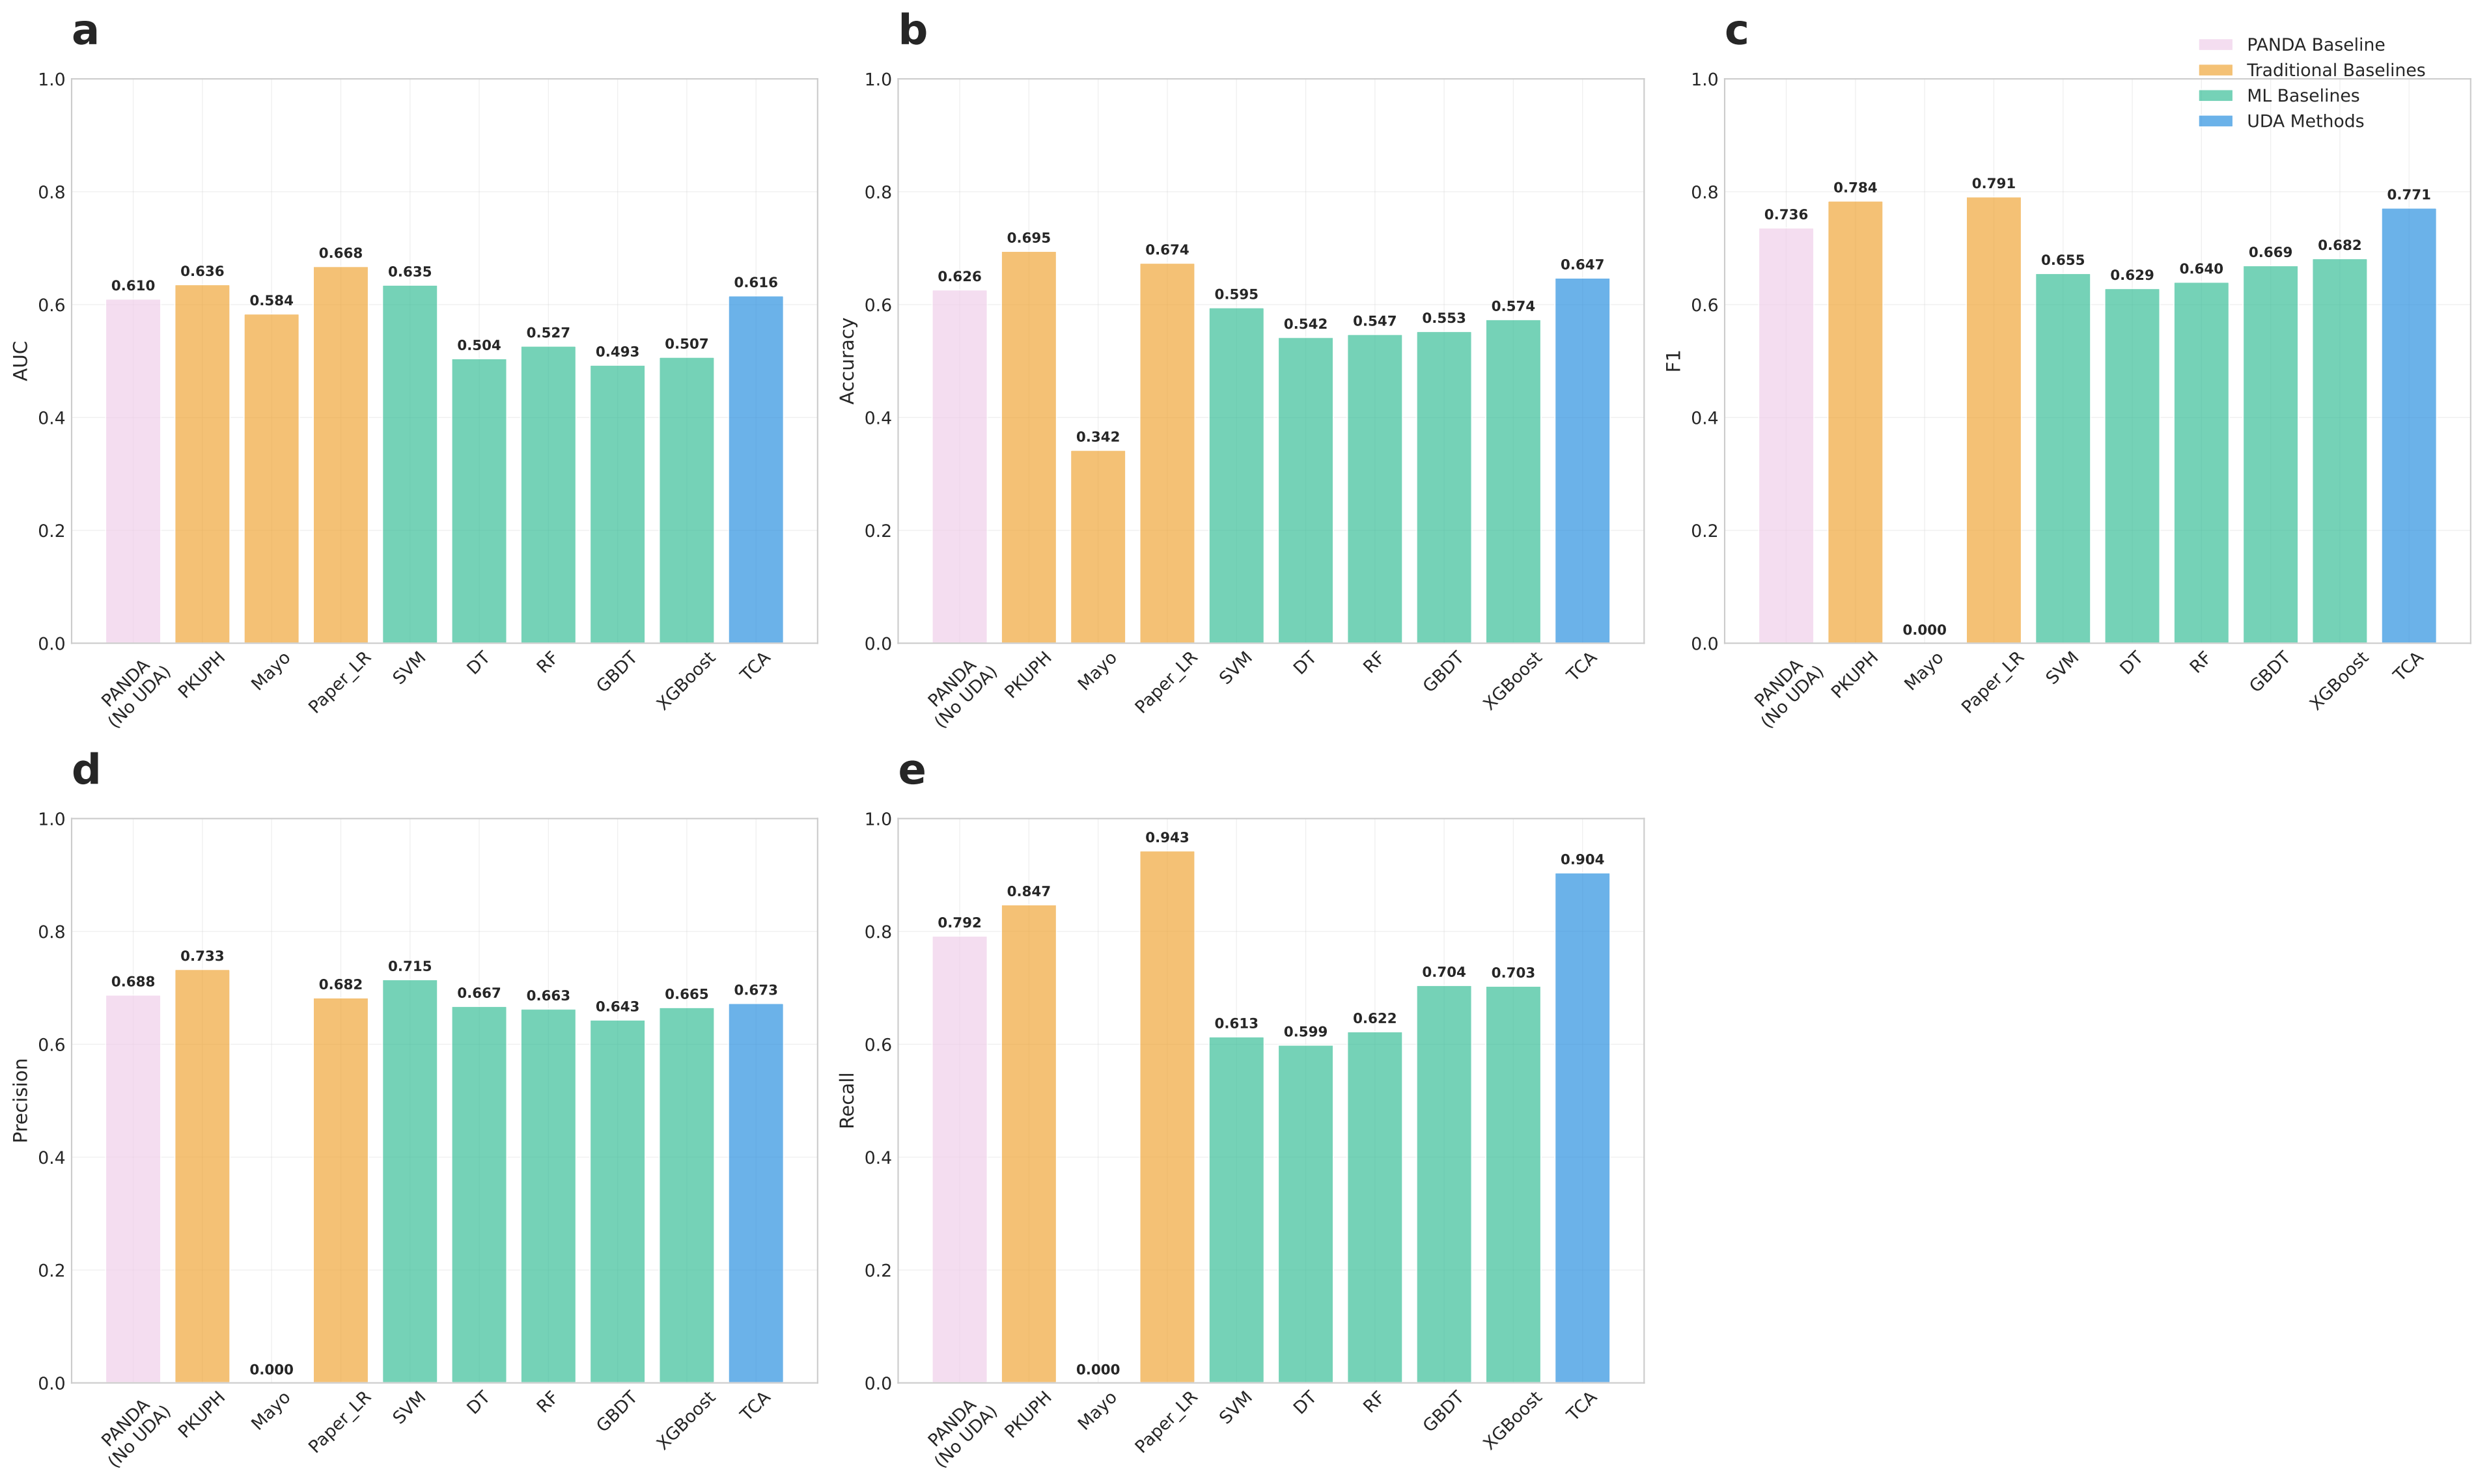 a
1.0
0.8
0.6
0.4
0.2
0.0
AUC
0.610
0.636
0.584
0.668
0.635
0.504
0.527
0.493
0.507
0.616
PANDA
(No UDA)
PKUPH
Mayo
Paper_LR
SVM
DT
RF
GBDT
XGBoost
TCA
b
1.0
0.8
0.6
0.4
0.2
0.0
Accuracy
0.626
0.695
0.342
0.674
0.595
0.542
0.547
0.553
0.574
0.647
PANDA
(No UDA)
PKUPH
Mayo
Paper_LR
SVM
DT
RF
GBDT
XGBoost
TCA
c
PANDA Baseline
Traditional Baselines
ML Baselines
UDA Methods
1.0
0.8
0.6
0.4
0.2
0.0
F1
0.736
0.784
0.000
0.791
0.655
0.629
0.640
0.669
0.682
0.771
PANDA
(No UDA)
PKUPH
Mayo
Paper_LR
SVM
DT
RF
GBDT
XGBoost
TCA
d
1.0
0.8
0.6
0.4
0.2
0.0
Precision
0.688
0.733
0.000
0.682
0.715
0.667
0.663
0.643
0.665
0.673
PANDA
(No UDA)
PKUPH
Mayo
Paper_LR
SVM
DT
RF
GBDT
XGBoost
TCA
e
1.0
0.8
0.6
0.4
0.2
0.0
Recall
0.792
0.847
0.000
0.943
0.613
0.599
0.622
0.704
0.703
0.904
PANDA
(No UDA)
PKUPH
Mayo
Paper_LR
SVM
DT
RF
GBDT
XGBoost
TCA